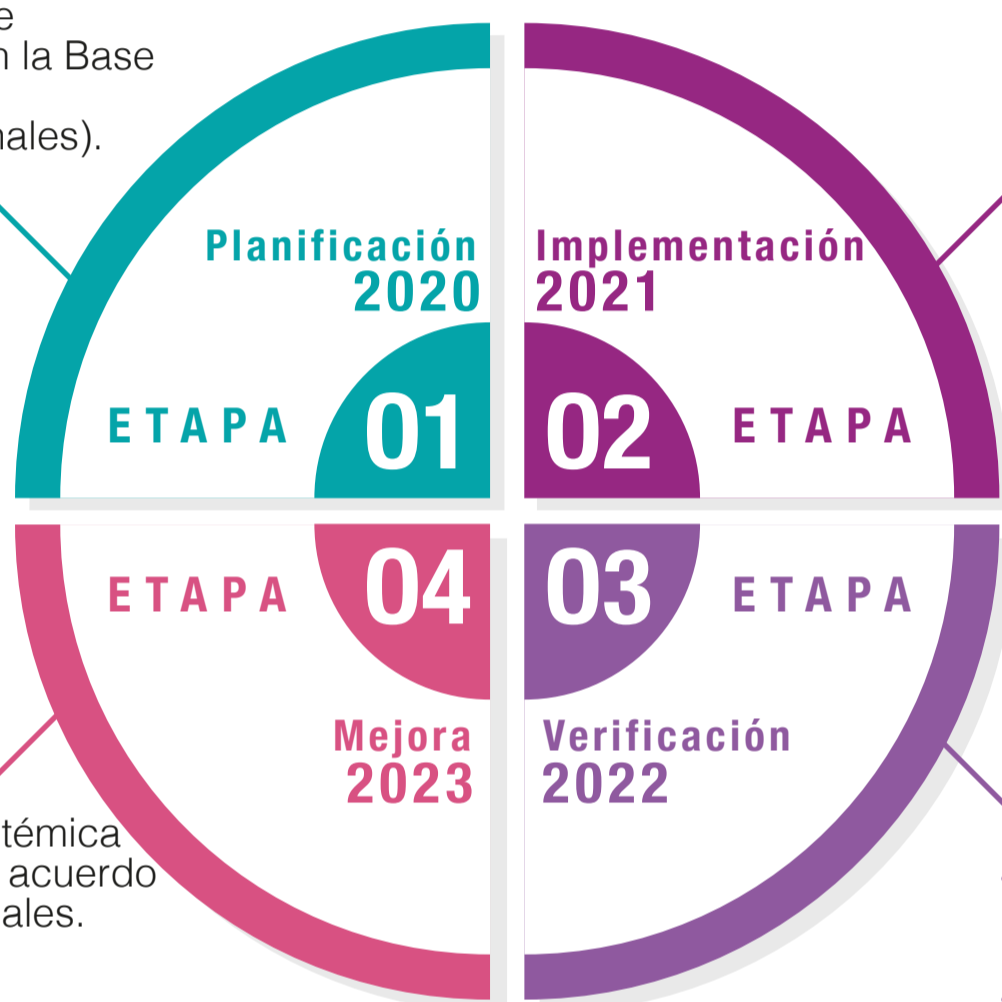 n la Base
nales).
Planificación
2020
ETAPA
01
Implementación
2021
02
ETAPA
ETAPA
04
Mejora
2023
03
ETAPA
Verificación
2022
témica
acuerdo
ales.